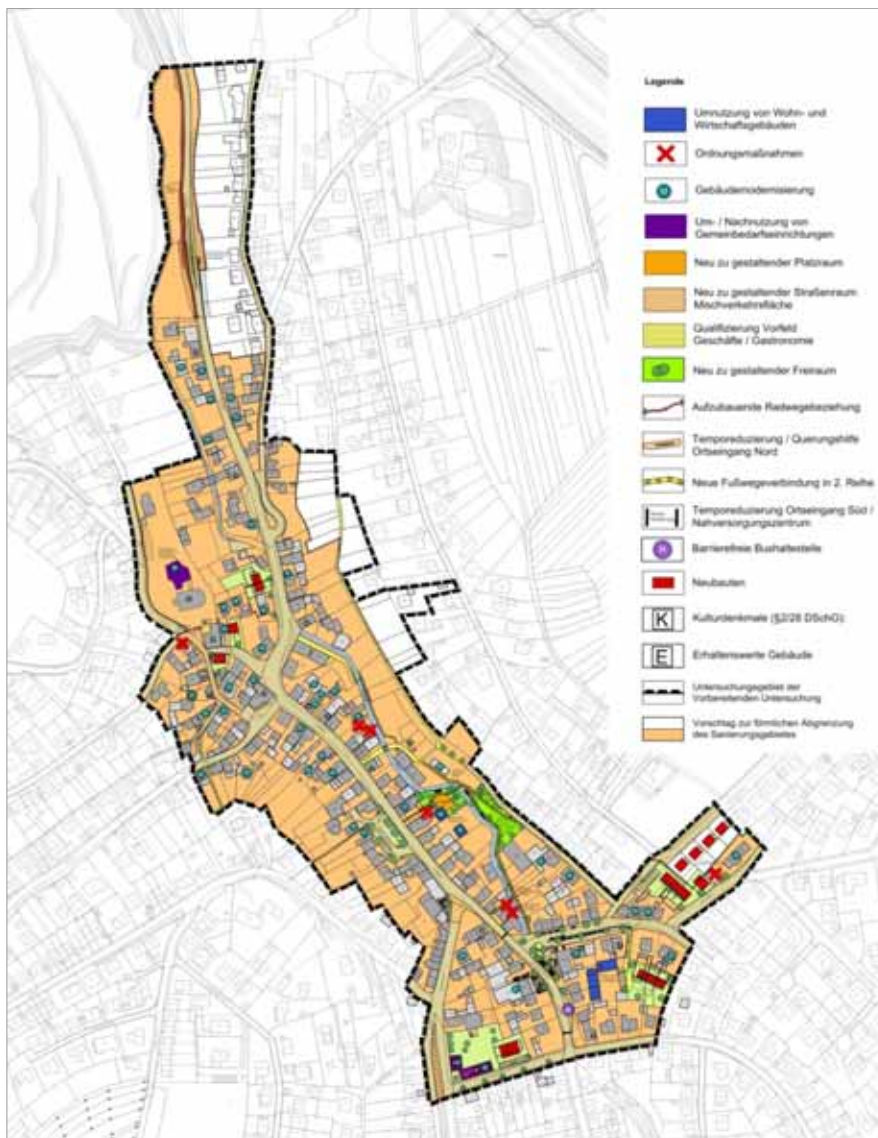 Legende
Umnutzung von Wohn- und
Wirtschaftsgebäuden
Ordnungsmaßnahmen
Gebäudemodernisierung
Um- / Nachnutzung von
Gemeinbedarfseinrichtungen
Neu zu gestaltender Platzraum
Neu zu gestaltender Straßenraum
Mischverkehrsfläche
Qualifizierung Vorfeld
Geschäfte / Gastronomie
Neu zu gestaltender Freiraum
Aufzubauende Radwegebeziehung
Temporeduzierung / Querungshilfe
Ortseingang Nord
Neue Fußwegeverbindung in 2. Reihe
Temporeduzierung Ortseingang Süd /
Nahversorgungszentrum
H
Barrierefreie Bushaltestelle
Neubauten
K
Kulturdenkmale (§2/28 DSchG)
E
Erhaltenswerte Gebäude
Untersuchungsgebiet der
Vorbereitenden Untersuchung
Vorschlag zur förmlichen Abgrenzung
des Sanierungsgebietes